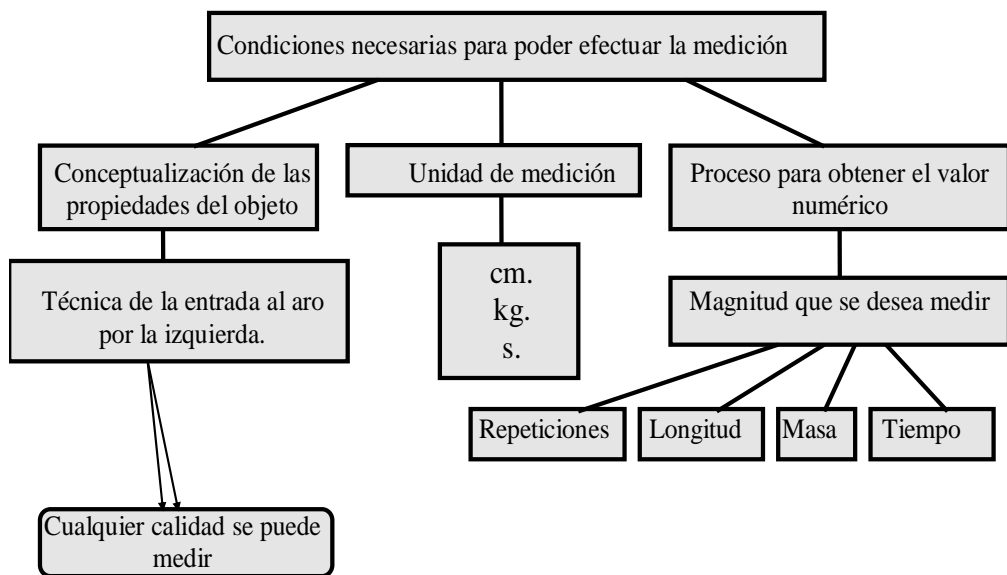 Condiciones necesarias para poder efectuar la medición
Conceptualización de las
propiedades del objeto
Unidad de medición
Proceso para obtener el valor
numérico
Técnica de la entrada al aro
por la izquierda.
cm.
kg.
s.
Magnitud que se desea medir
Repeticiones
Longitud
Masa
Tiempo
Cualquier calidad se puede
medir